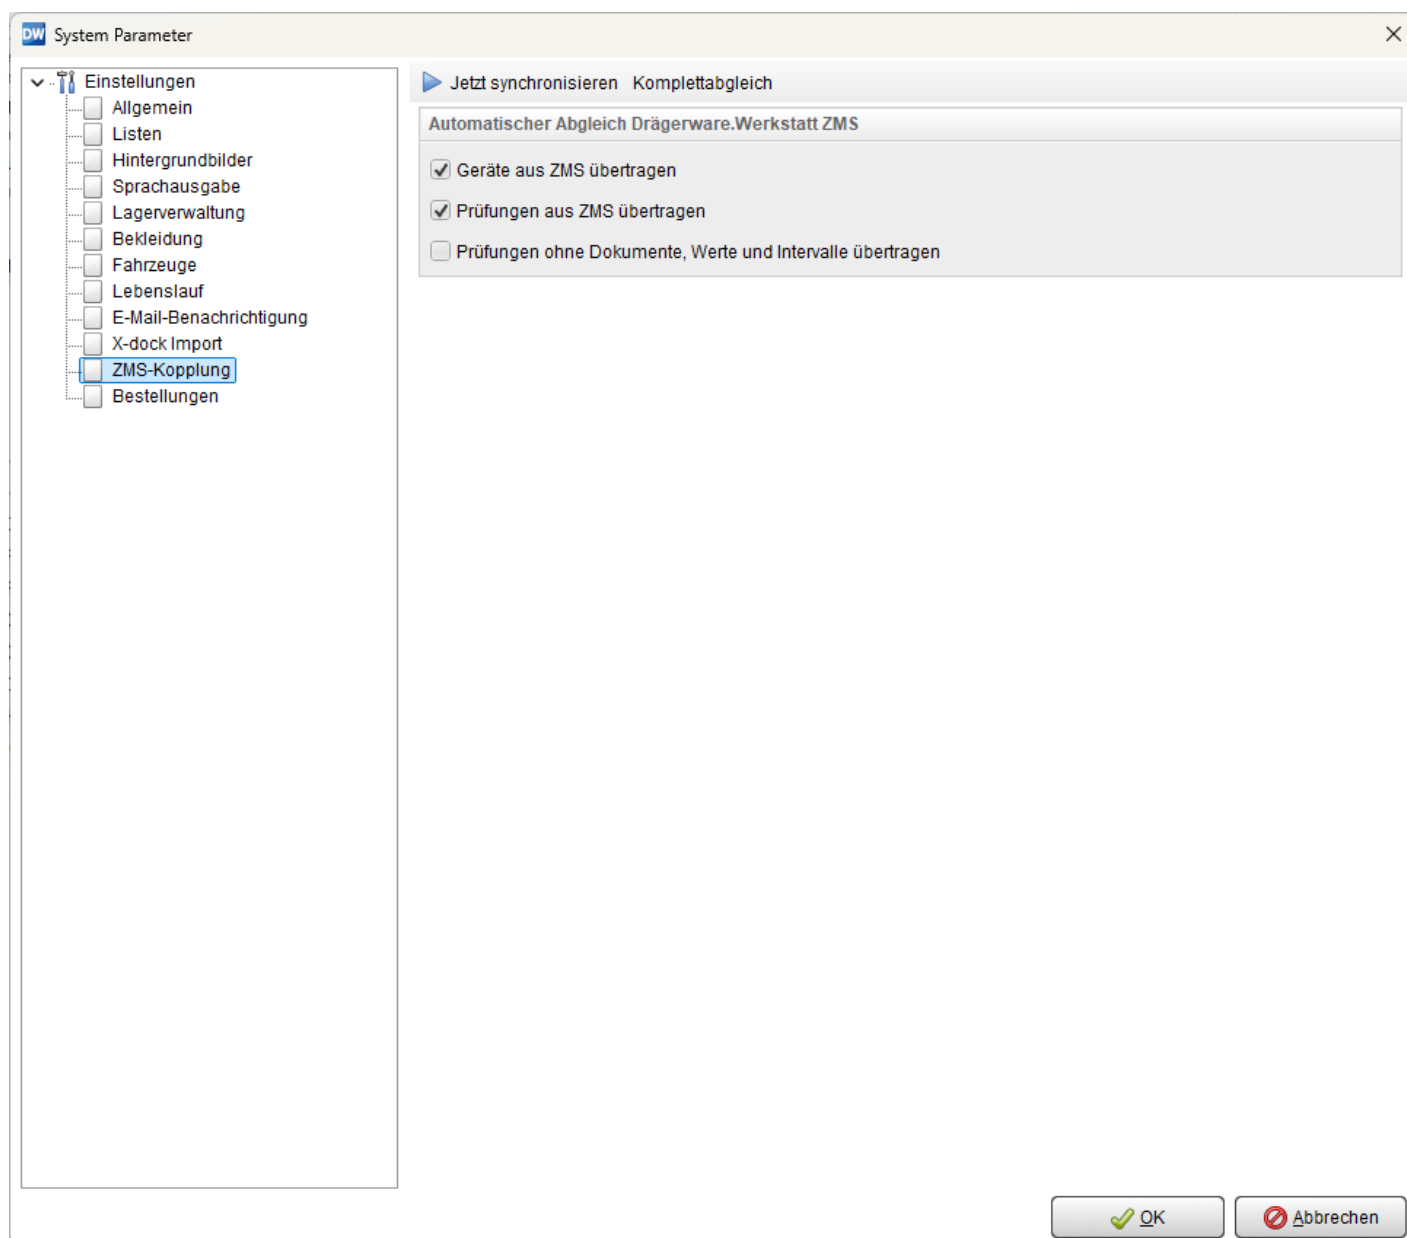 DW System Parameter
Einstellungen
Allgemein
Listen
Hintergrundbilder
Sprachausgabe
Lagerverwaltung
Bekleidung
Fahrzeuge
Lebenslauf
E-Mail-Benachrichtigung
X-dock Import
ZMS-Kopplung
Bestellungen
Jetzt synchronisieren Komplettabgleich
Automatischer Abgleich Drägerware.Werkstatt ZMS
Geräte aus ZMS übertragen
Prüfungen aus ZMS übertragen
Prüfungen ohne Dokumente, Werte und Intervalle übertragen
OK Abbrechen